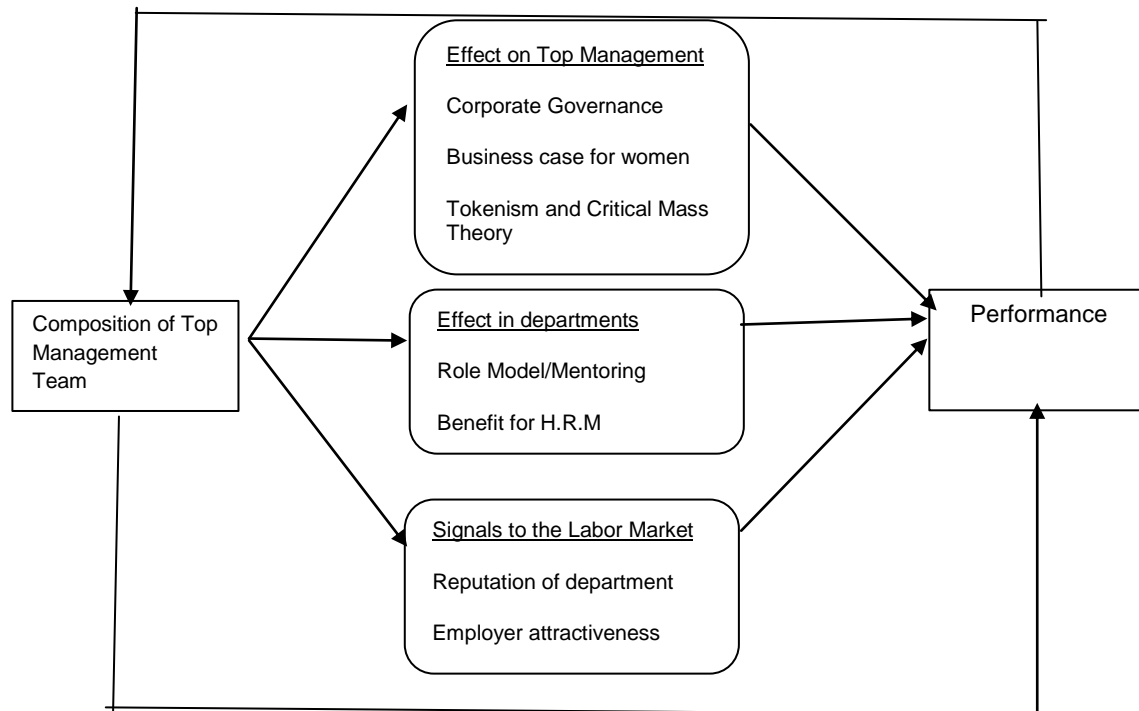 Effect on Top Management
Corporate Governance
Business case for women
Tokenism and Critical Mass
Theory
Composition of Top
Management
Team
Effect in departments
Role Model/Mentoring
Benefit for H.R.M
Performance
Signals to the Labor Market
Reputation of department
Employer attractiveness